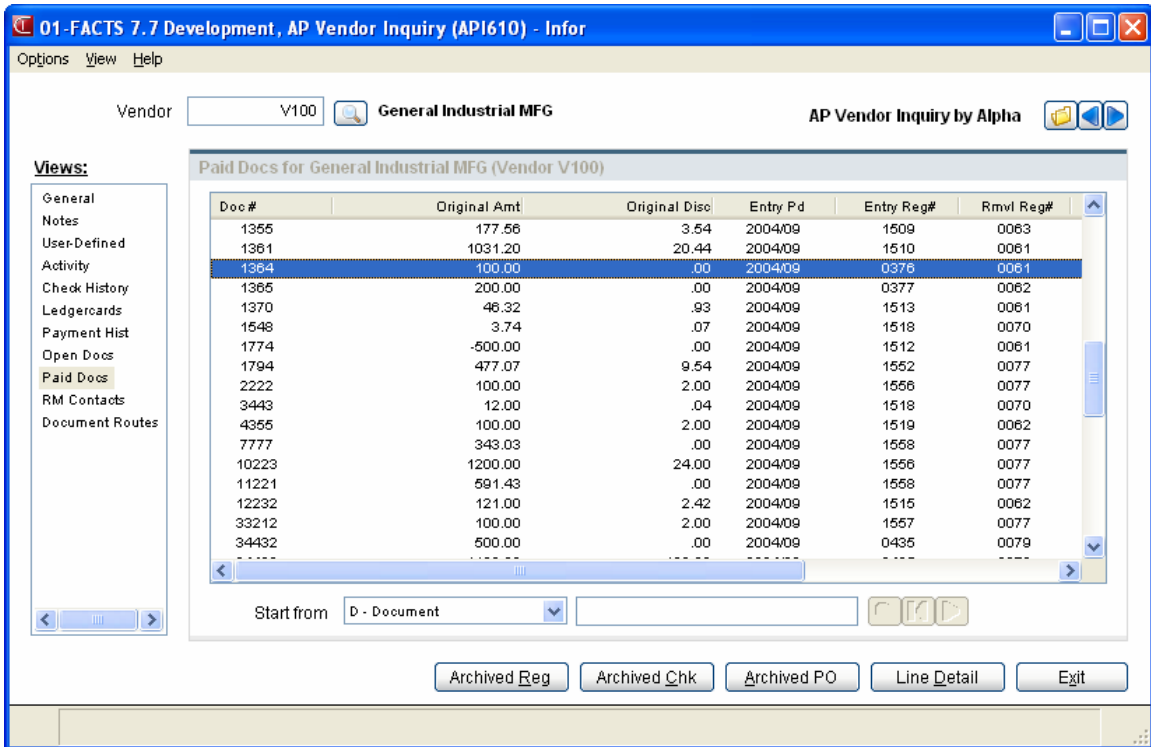 01-FACTS 7.7 Development, AP Vendor Inquiry (API610) - Infor
Options View Help
Vendor V100 General Industrial MFG AP Vendor Inquiry by Alpha
Views:
General
Notes
User-Defined
Activity
Check History
Ledgercards
Payment Hist
Open Docs
Paid Docs
RM Contacts
Document Routes
Paid Docs for General Industrial MFG (Vendor V100)
Doc# Original Amt Original Disc Entry Pd Entry Reg# Rmvl Reg#
1355 177.56 3.54 2004/09 1509 0063
1361 1031.20 20.44 2004/09 1510 0061
1364 100.00 .00 2004/09 0376 0061
1365 200.00 .00 2004/09 0377 0062
1370 46.32 .93 2004/09 1513 0061
1548 3.74 .07 2004/09 1518 0070
1774 -500.00 .00 2004/09 1512 0061
1794 477.07 9.54 2004/09 1552 0077
2222 100.00 2.00 2004/09 1556 0077
3443 12.00 .04 2004/09 1518 0070
4355 100.00 2.00 2004/09 1519 0062
7777 343.03 .00 2004/09 1558 0077
10223 1200.00 24.00 2004/09 1556 0077
11221 591.43 .00 2004/09 1558 0077
12232 121.00 2.42 2004/09 1515 0062
33212 100.00 2.00 2004/09 1557 0077
34432 500.00 .00 2004/09 0435 0079
Start from D - Document
Archived Reg Archived Chk Archived PO Line Detail Exit